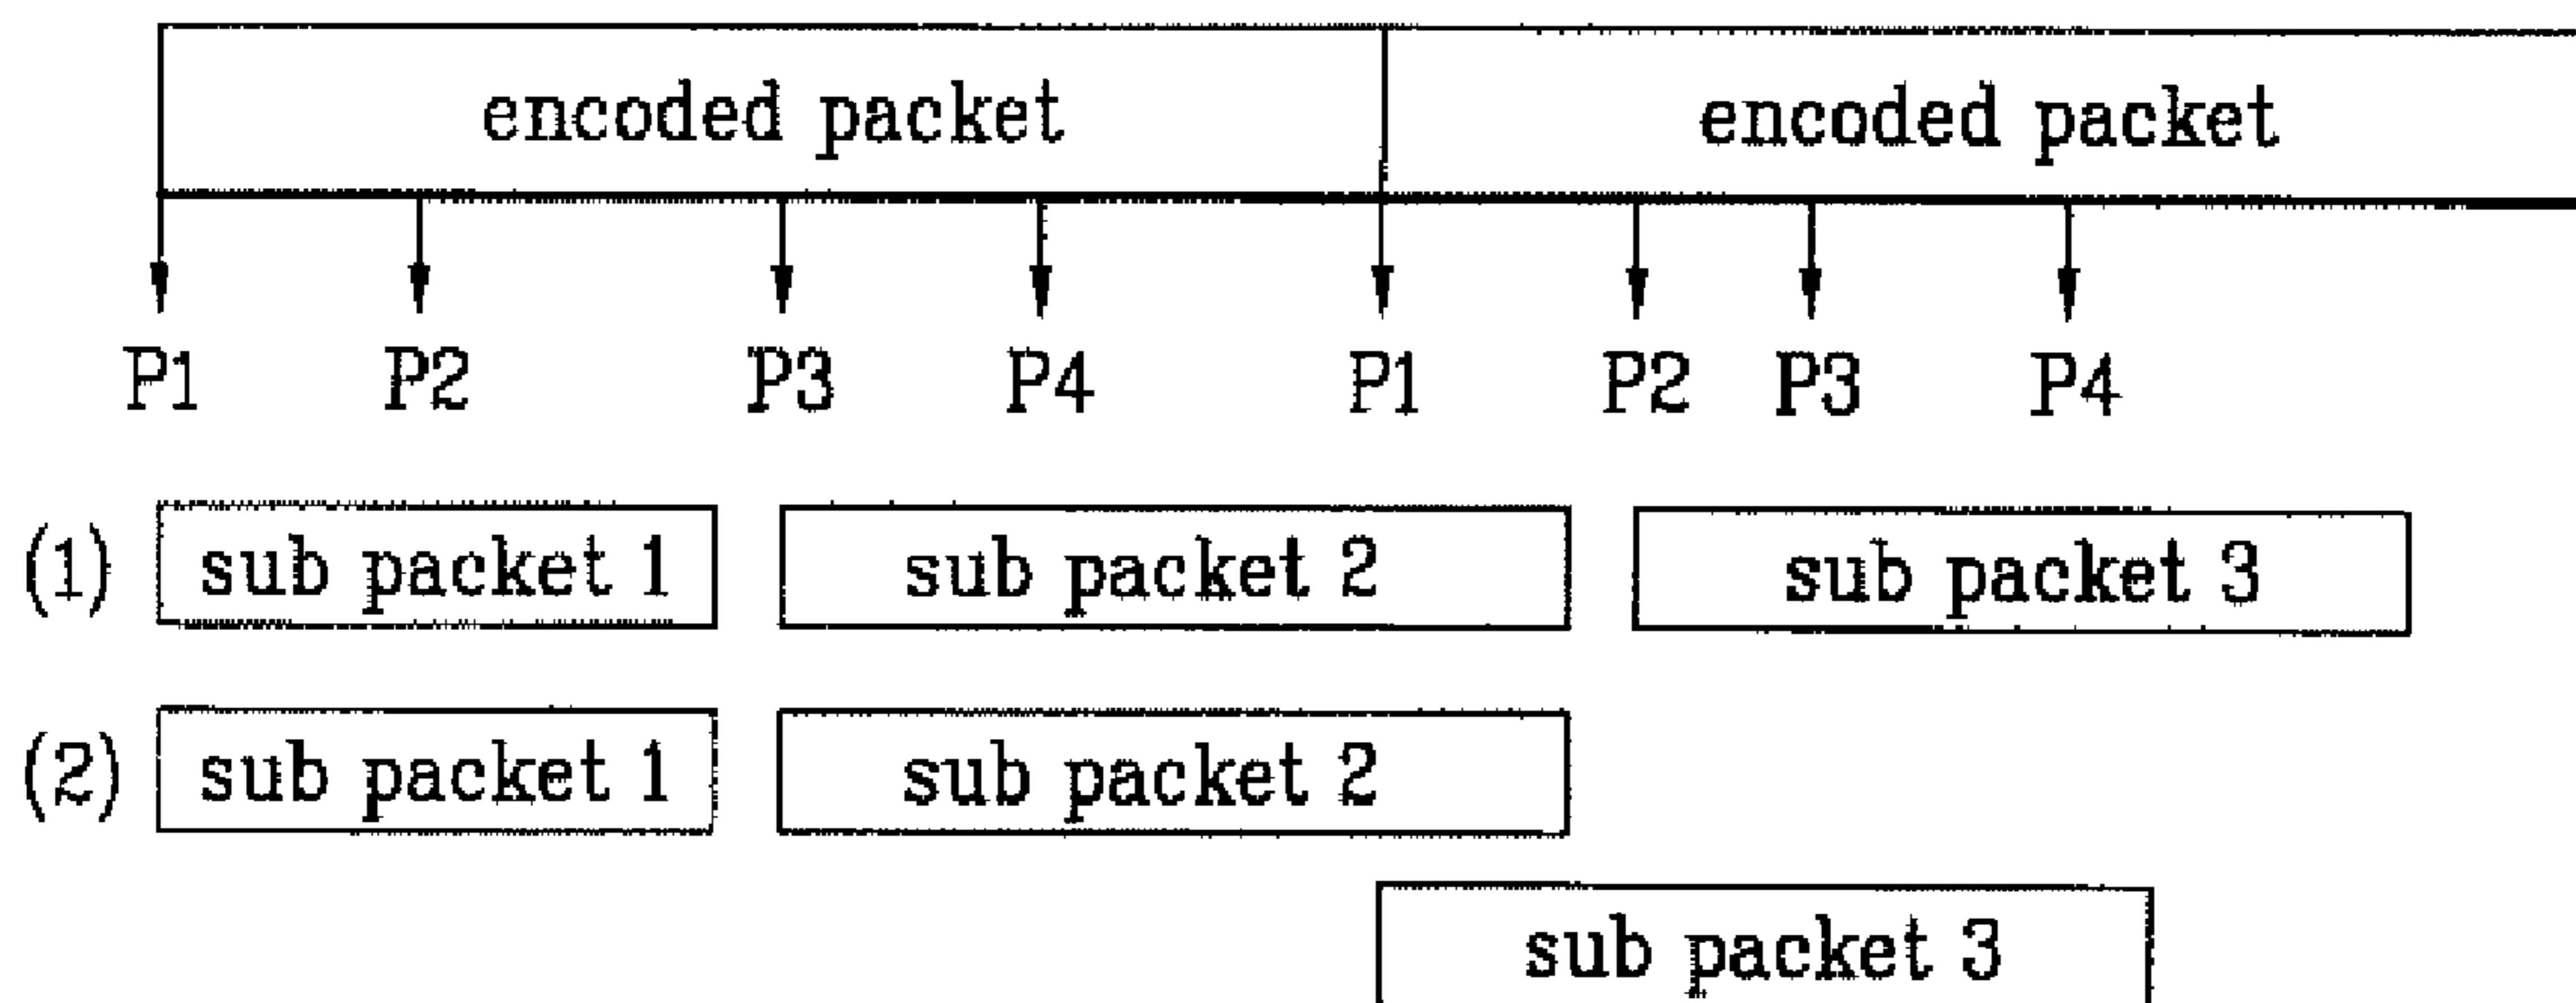 encoded packet encoded packet
P1 P2 P3 P4 P1 P2 P3 P4
(1) sub packet 1 sub packet 2 sub packet 3
(2) sub packet 1 sub packet 2
sub packet 3